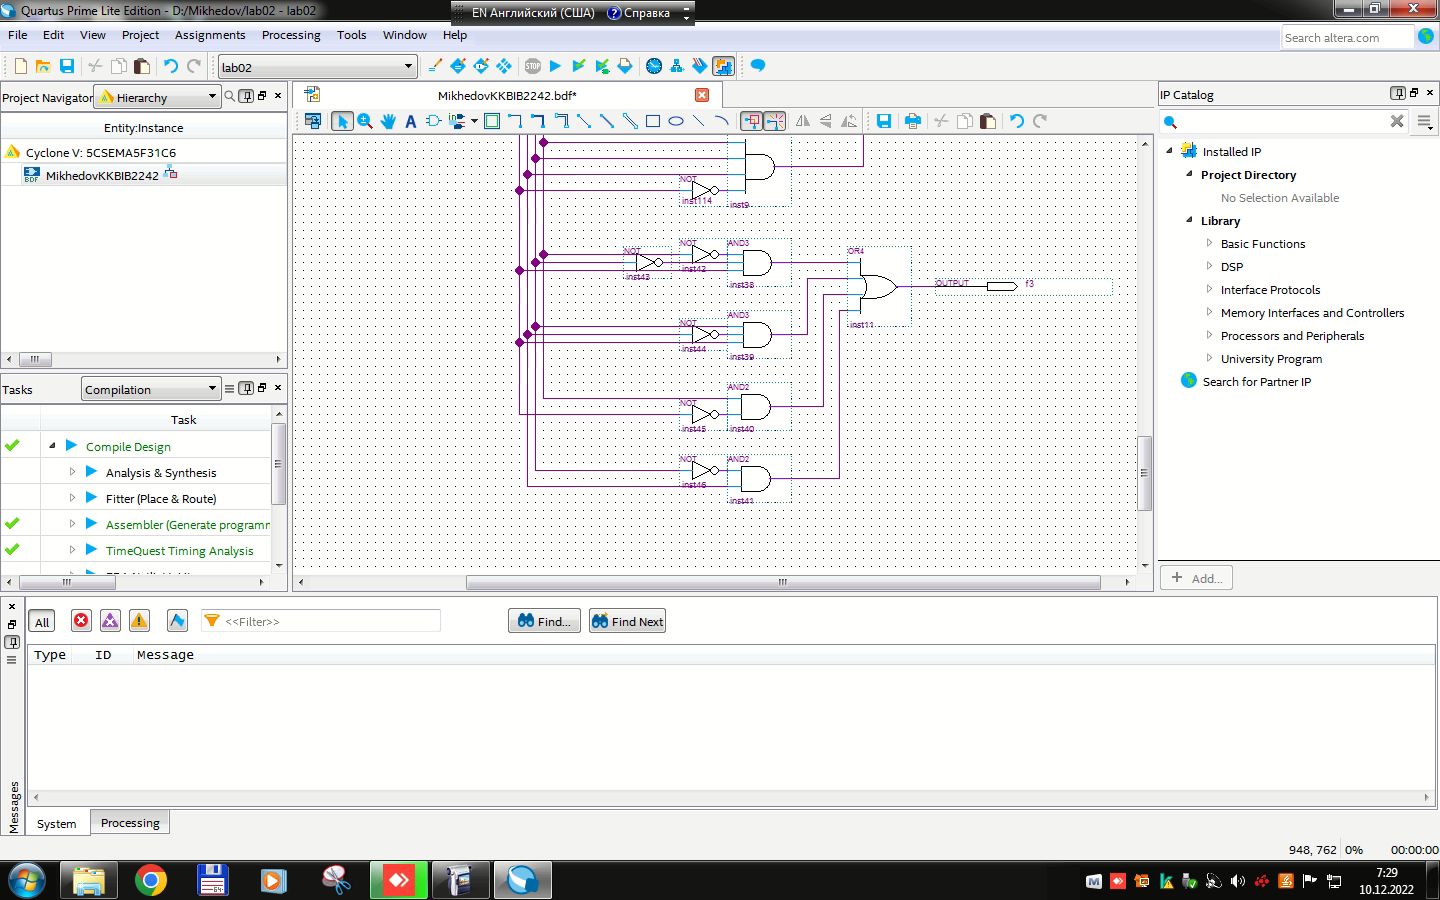 Quartus Prime Lite Edition - D:/Mikhedov/lab02 - lab02
EN Английский (США) Справка
File Edit View Project Assignments Processing Tools Window Help
Search altera.com
lab02
Project Navigator Hierarchy
MikhedovKKBIB2242.bdf*
IP Catalog
Entity:Instance
Cyclone V: 5CSEMA5F31C6
MikhedovKKBIB2242
Installed IP
Project Directory
No Selection Available
Library
Basic Functions
DSP
Interface Protocols
Memory Interfaces and Controllers
Processors and Peripherals
University Program
Search for Partner IP
Add...
NOT
inst114
inst9
NOT
inst43
NOT
inst42
AND3
inst38
OR4
inst11
OUTPUT
f3
NOT
inst44
AND3
inst39
NOT
inst45
AND2
inst40
NOT
inst46
AND2
inst41
Tasks Compilation
Task
Compile Design
Analysis & Synthesis
Fitter (Place & Route)
Assembler (Generate programm
TimeQuest Timing Analysis
All
<<Filter>>
Find...
Find Next
Type ID Message
Messages
System Processing
948, 762 0% 00:00:00
7:29
10.12.2022